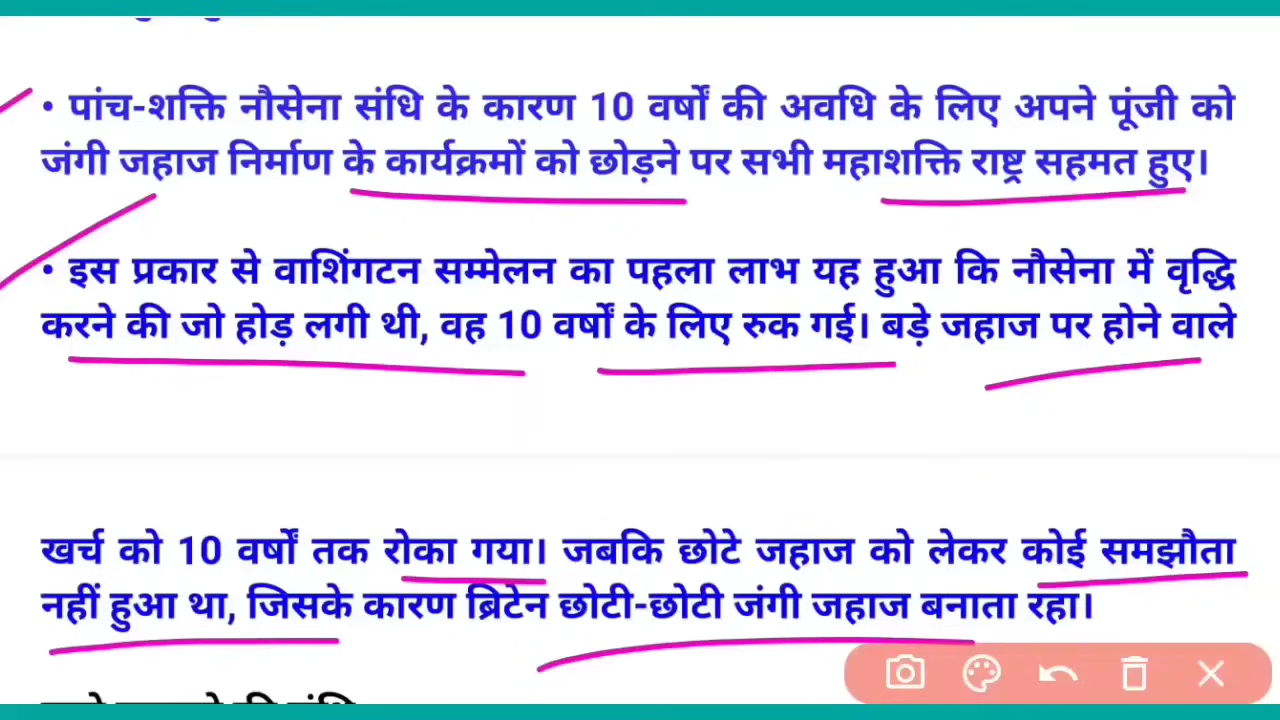 • पांच-शक्ति नौसेना संधि के कारण 10 वर्षों की अवधि के लिए अपने पूंजी को
जंगी जहाज निर्माण के कार्यक्रमों को छोड़ने पर सभी महाशक्ति राष्ट्र सहमत हुए।
• इस प्रकार से वाशिंगटन सम्मेलन का पहला लाभ यह हुआ कि नौसेना में वृद्धि
करने की जो होड़ लगी थी, वह 10 वर्षों के लिए रुक गई। बड़े जहाज पर होने वाले
खर्च को 10 वर्षों तक रोका गया। जबकि छोटे जहाज को लेकर कोई समझौता
नहीं हुआ था, जिसके कारण ब्रिटेन छोटी-छोटी जंगी जहाज बनाता रहा।